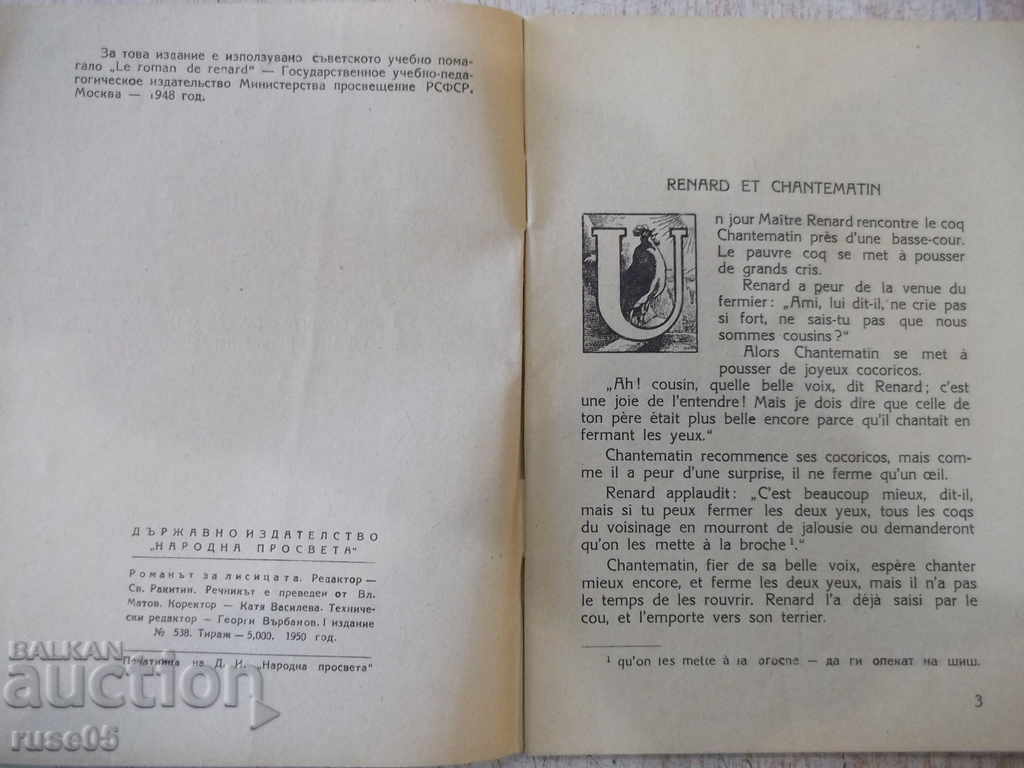 За това издание е използувано съветското учебно пома-
гало „Le roman de renard“ — Государственное учебно-педа-
гогическое издательство Министерства просвещение РСФСР,
Москва — 1948 год.
ДЪРЖАВНО ИЗДАТЕЛСТВО
„НАРОДНА ПРОСВЕТА“
Романът за лисицата. Редактор —
Св. Ракитин. Речникът е преведен от Вл.
Матов. Коректор — Катя Василева. Техничес-
ки редактор — Георги Върбанов. I издание
№ 538. Тираж — 5,000. 1950 год.
Печатница на Д. И. „Народна просвета“
BALKAN
auction
ruse05
RENARD ET CHANTEMATIN
Un jour Maître Renard rencontre le coq
Chantematin près d'une basse-cour.
Le pauvre coq se met à pousser
de grands cris.
Renard a peur de la venue du
fermier: „Ami, lui dit-il, ne crie pas
si fort, ne sais-tu pas que nous
sommes cousins?“
Alors Chantematin se met à
pousser de joyeux cocoricos.
„Ah! cousin, quelle belle voix, dit Renard; c'est
une joie de l'entendre! Mais je dois dire que celle de
ton père était plus belle encore parce qu'il chantait en
fermant les yeux.“
Chantematin recommence ses cocoricos, mais com-
me il a peur d'une surprise, il ne ferme qu'un œil.
Renard applaudit: „C'est beaucoup mieux, dit-il,
mais si tu peux fermer les deux yeux, tous les coqs
du voisinage en mourront de jalousie ou demanderont
qu'on les mette à la broche¹.“
Chantematin, fier de sa belle voix, espère chanter
mieux encore, et ferme les deux yeux, mais il n'a pas
le temps de les rouvrir. Renard l'a déjà saisi par le
cou, et l'emporte vers son terrier.
¹ qu'on les mette à la broche — да ги опекат на шиш.
3